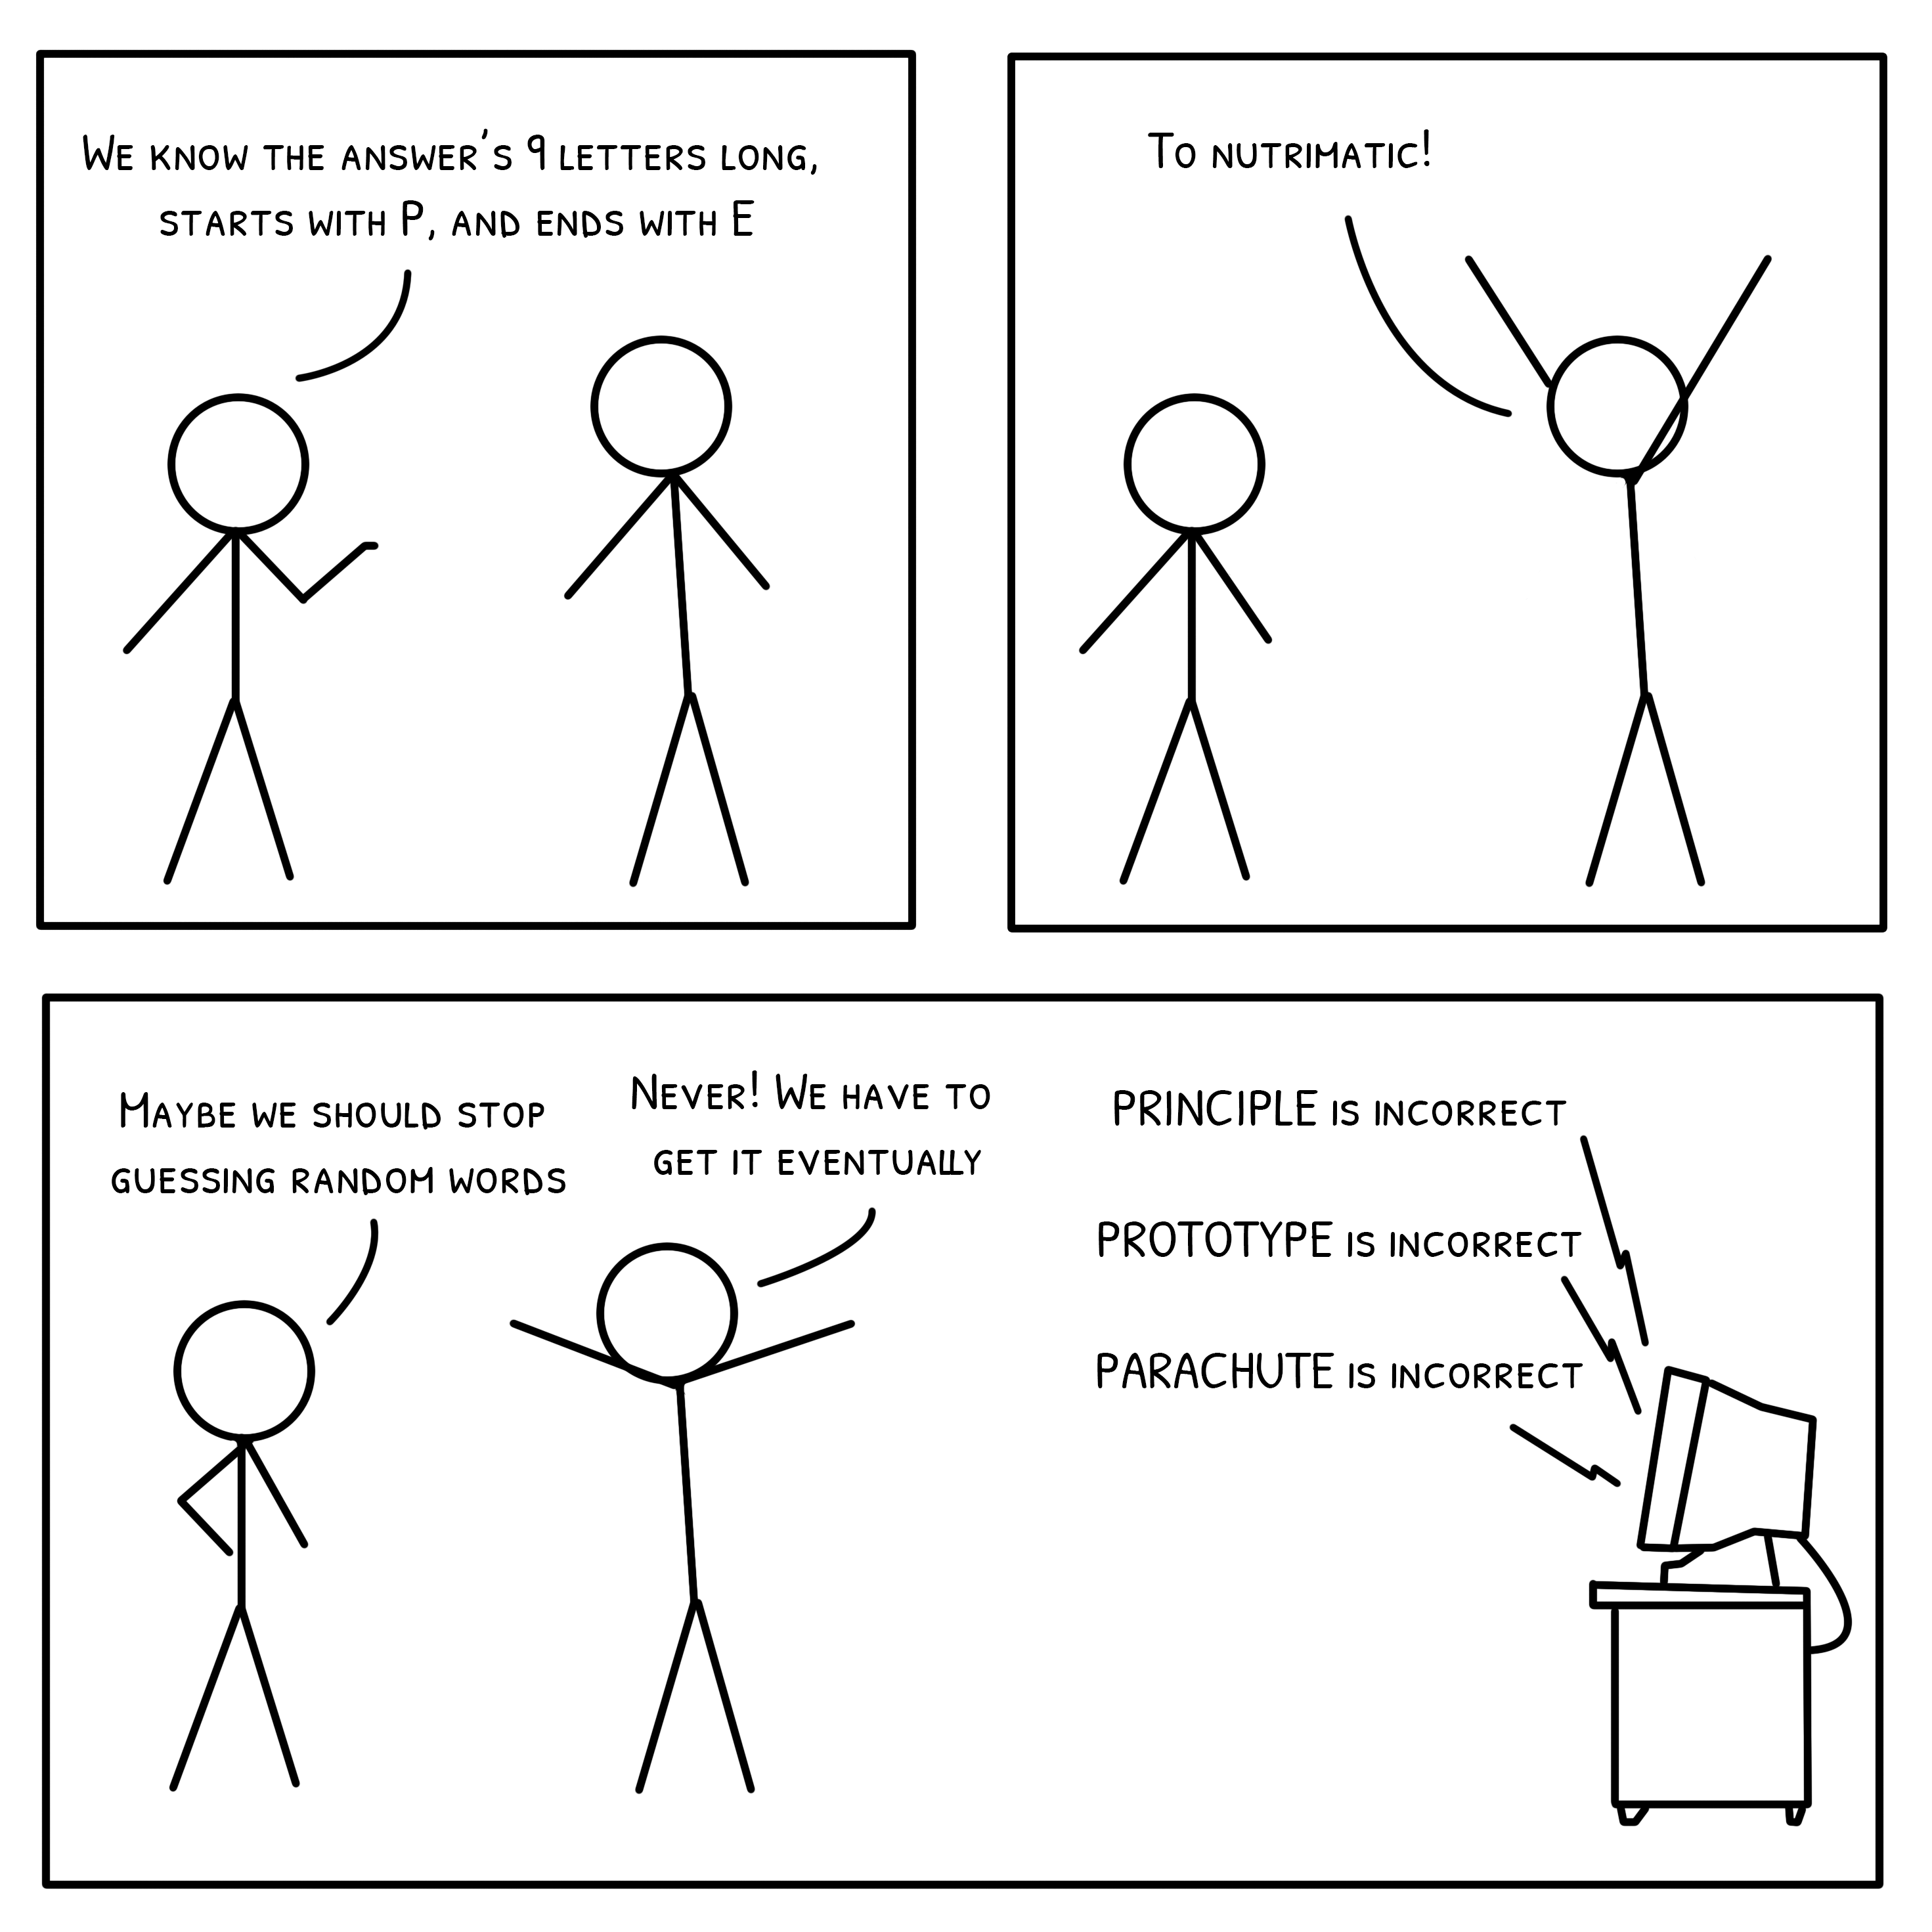 We know the answer's 9 letters long,
starts with P, and ends with E
To nutrimatic!
Maybe we should stop
guessing random words
Never! We have to
get it eventually
PRINCIPLE is incorrect
PROTOTYPE is incorrect
PARACHUTE is incorrect